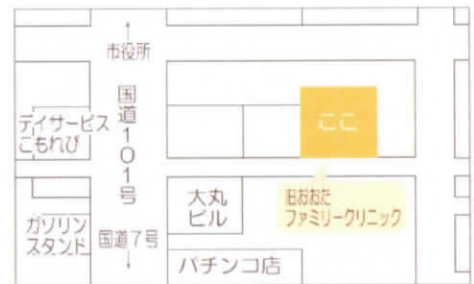 市役所
国道101号
デイサービス
こもれび
ここ
大丸
ビル
旧おおた
ファミリークリニック
ガソリン
スタンド
国道7号
パチンコ店